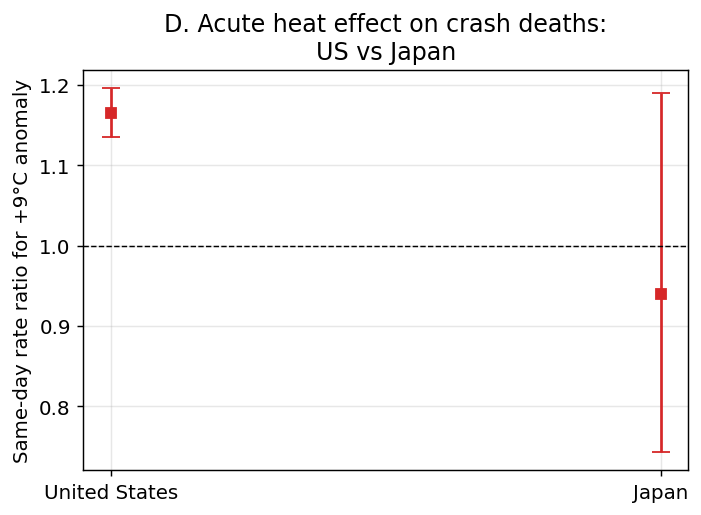 D. Acute heat effect on crash deaths:
US vs Japan
Same-day rate ratio for +9°C anomaly
1.2
1.1
1.0
0.9
0.8
United States
Japan